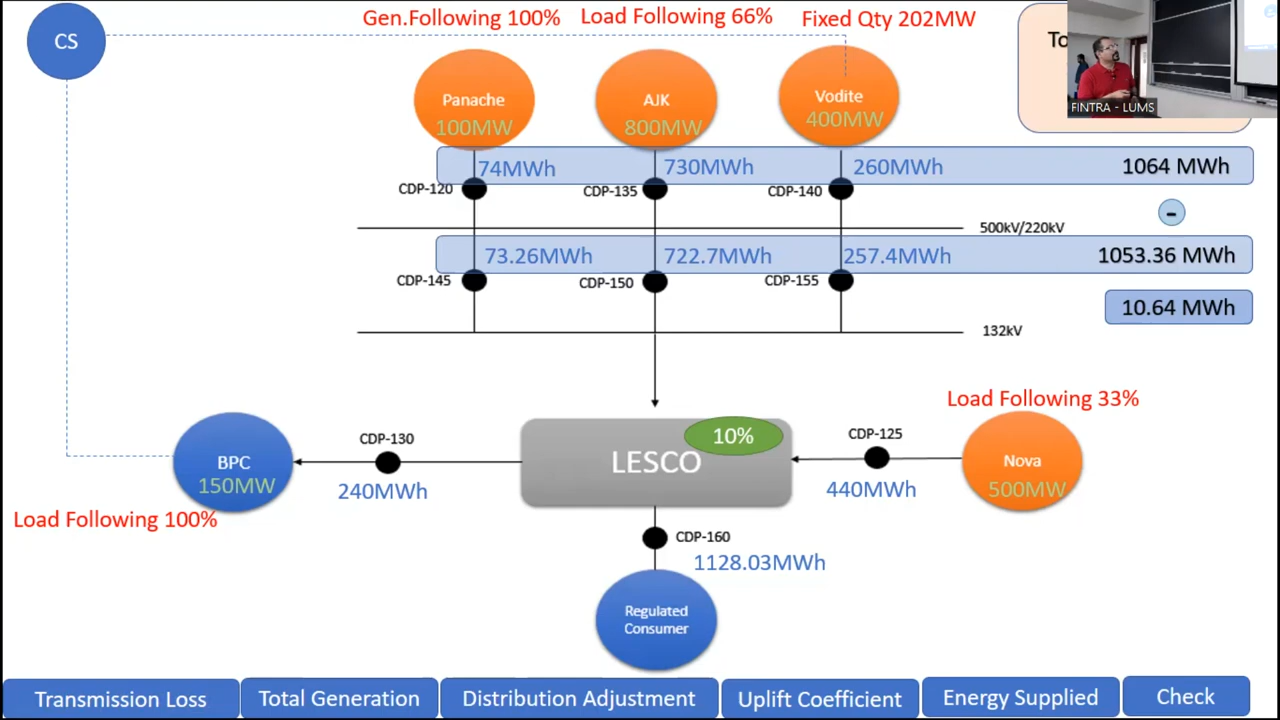 Gen.Following 100%
Load Following 66%
Fixed Qty 202MW
CS
To
FINTRA - LUMS
Panache
100MW
AJK
800MW
Vodite
400MW
74MWh
730MWh
260MWh
1064 MWh
CDP-120
CDP-135
CDP-140
-
500kV/220kV
73.26MWh
722.7MWh
257.4MWh
1053.36 MWh
CDP-145
CDP-150
CDP-155
10.64 MWh
132kV
Load Following 33%
BPC
150MW
CDP-130
240MWh
10%
LESCO
CDP-125
440MWh
Nova
500MW
Load Following 100%
CDP-160
1128.03MWh
Regulated
Consumer
Transmission Loss
Total Generation
Distribution Adjustment
Uplift Coefficient
Energy Supplied
Check